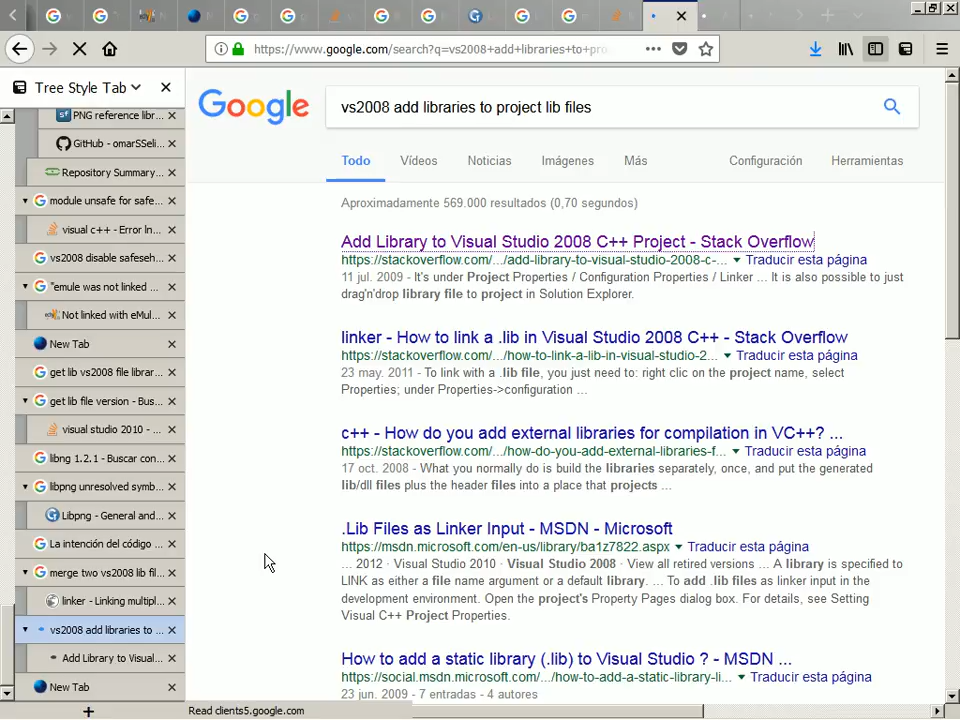 https://www.google.com/search?q=vs2008+add+libraries+to+pro
Tree Style Tab
PNG reference libr...
GitHub - omarSSeli...
Repository Summary...
module unsafe for safe...
visual c++ - Error ln...
vs2008 disable safeseh...
"emule was not linked ...
Not linked with eMul...
New Tab
get lib vs2008 file librar...
get lib file version - Bus...
visual studio 2010 - ...
libng 1.2.1 - Buscar con...
libpng unresolved symb...
Libpng - General and...
La intención del código ...
merge two vs2008 lib fil...
linker - Linking multipl...
vs2008 add libraries to ...
Add Library to Visual...
New Tab
Google
vs2008 add libraries to project lib files
Todo Vídeos Noticias Imágenes Más Configuración Herramientas
Aproximadamente 569.000 resultados (0,70 segundos)
Add Library to Visual Studio 2008 C++ Project - Stack Overflow
https://stackoverflow.com/.../add-library-to-visual-studio-2008-c-... Traducir esta página
11 jul. 2009 - It's under Project Properties / Configuration Properties / Linker ... It is also possible to just
drag'n'drop library file to project in Solution Explorer.
linker - How to link a .lib in Visual Studio 2008 C++ - Stack Overflow
https://stackoverflow.com/.../how-to-link-a-lib-in-visual-studio-2... Traducir esta página
23 may. 2011 - To link with a .lib file, you just need to: right clic on the project name, select
Properties; under Properties->configuration ...
c++ - How do you add external libraries for compilation in VC++? ...
https://stackoverflow.com/.../how-do-you-add-external-libraries-f... Traducir esta página
17 oct. 2008 - What you normally do is build the libraries separately, once, and put the generated
lib/dll files plus the header files into a place that projects ...
.Lib Files as Linker Input - MSDN - Microsoft
https://msdn.microsoft.com/en-us/library/ba1z7822.aspx Traducir esta página
... 2012 · Visual Studio 2010 · Visual Studio 2008 · View all retired versions ... A library is specified to
LINK as either a file name argument or a default library. ... To add .lib files as linker input in the
development environment. Open the project's Property Pages dialog box. For details, see Setting
Visual C++ Project Properties.
How to add a static library (.lib) to Visual Studio ? - MSDN ...
https://social.msdn.microsoft.com/.../how-to-add-a-static-library-li... Traducir esta página
23 jun. 2009 - 7 entradas - 4 autores
Read clients5.google.com